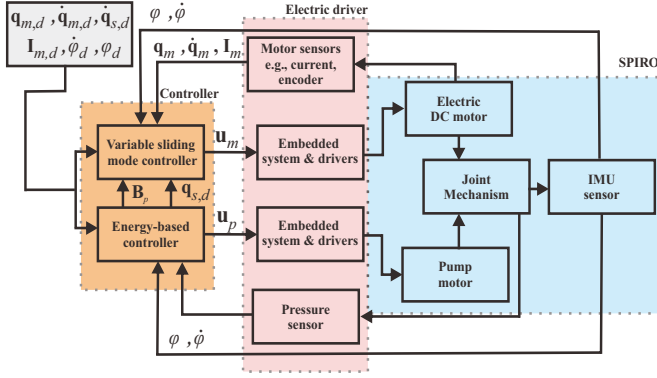 q_{m,d} , q̇_{m,d} , q̇_{s,d}
I_{m,d} , φ̇_d , φ_d
φ , φ̇
Electric driver
q_m , q̇_m , I_m
Motor sensors
e.g., current,
encoder
SPIRO
Controller
Electric
DC motor
Variable sliding
mode controller
u_m
Embedded
system & drivers
Joint
Mechanism
IMU
sensor
B_p
q_{s,d}
Energy-based
controller
u_p
Embedded
system & drivers
Pump
motor
Pressure
sensor
φ , φ̇